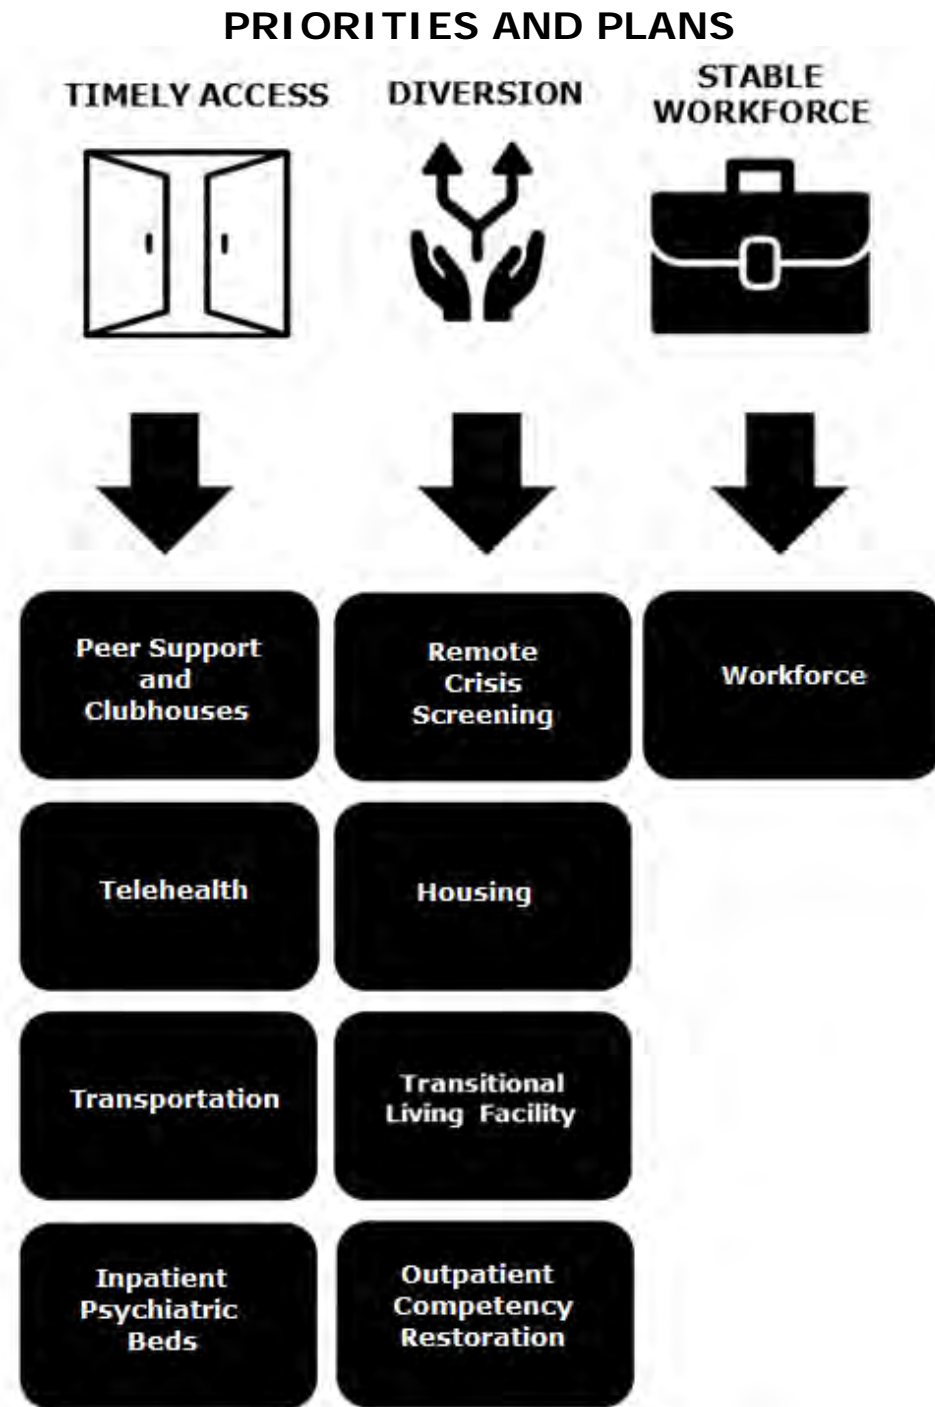 PRIORITIES AND PLANS
TIMELY ACCESS
DIVERSION
STABLE
WORKFORCE
Peer Support
and
Clubhouses
Remote
Crisis
Screening
Workforce
Telehealth
Housing
Transportation
Transitional
Living Facility
Inpatient
Psychiatric
Beds
Outpatient
Competency
Restoration